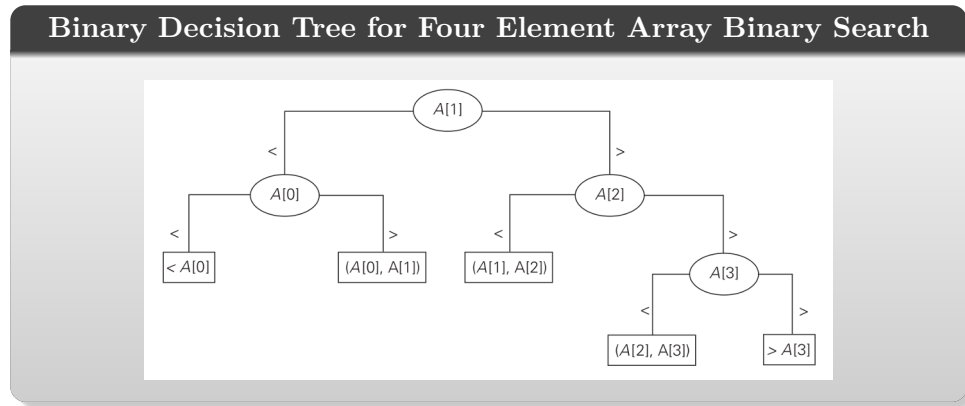 Binary Decision Tree for Four Element Array Binary Search
A[1]
< >
A[0] A[2]
< > < >
< A[0] (A[0], A[1]) (A[1], A[2]) A[3]
< >
(A[2], A[3]) > A[3]